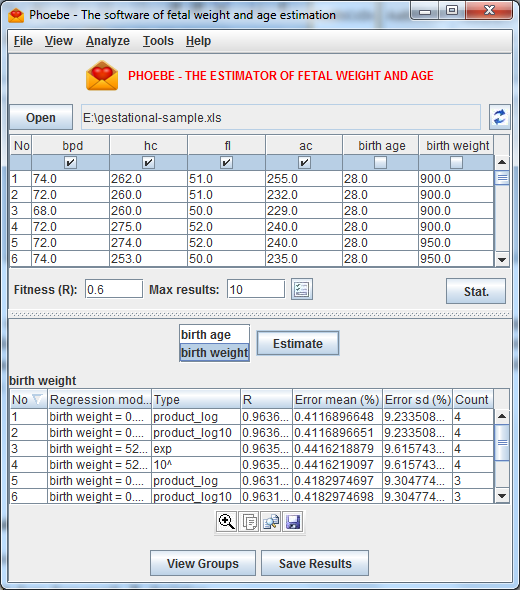 Phoebe - The software of fetal weight and age estimation
File View Analyze Tools Help
PHOEBE - THE ESTIMATOR OF FETAL WEIGHT AND AGE
Open E:\gestational-sample.xls
No bpd hc fl ac birth age birth weight
1 74.0 262.0 51.0 255.0 28.0 900.0
2 72.0 260.0 51.0 232.0 28.0 900.0
3 68.0 260.0 50.0 229.0 28.0 900.0
4 72.0 275.0 52.0 240.0 28.0 900.0
5 72.0 274.0 52.0 240.0 28.0 950.0
6 74.0 253.0 50.0 235.0 28.0 900.0
Fitness (R): 0.6 Max results: 10 Stat.
birth age
birth weight
Estimate
birth weight
No Regression mod... Type R Error mean (%) Error sd (%) Count
1 birth weight = 0.... product_log 0.9636... 0.4116896648 9.233508... 4
2 birth weight = 0.... product_log10 0.9636... 0.4116896651 9.233508... 4
3 birth weight = 52... exp 0.9635... 0.4416218879 9.615743... 4
4 birth weight = 52... 10^ 0.9635... 0.4416219097 9.615743... 4
5 birth weight = 0.... product_log 0.9631... 0.4182974697 9.304774... 3
6 birth weight = 0.... product_log10 0.9631... 0.4182974698 9.304774... 3
View Groups Save Results